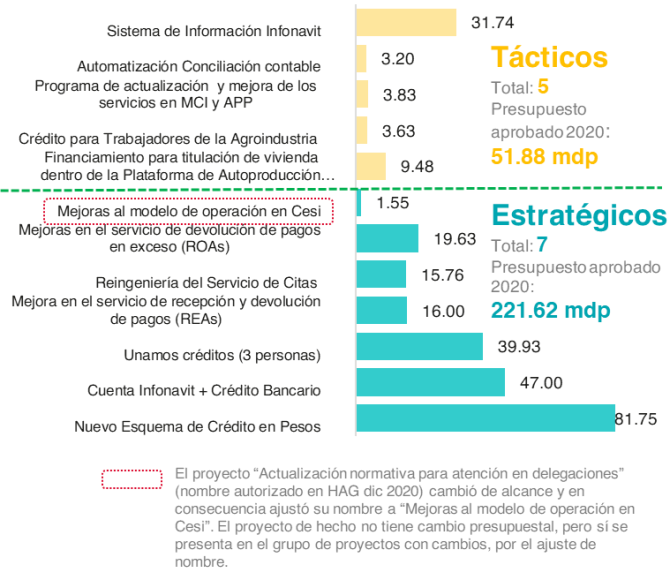 Sistema de Información Infonavit
31.74
Automatización Conciliación contable
3.20
Programa de actualización y mejora de los
servicios en MCI y APP
3.83
Crédito para Trabajadores de la Agroindustria
3.63
Financiamiento para titulación de vivienda
dentro de la Plataforma de Autoproducción...
9.48
Tácticos
Total: 5
Presupuesto
aprobado 2020:
51.88 mdp
Mejoras al modelo de operación en Cesi
1.55
Mejoras en el servicio de devolución de pagos
en exceso (ROAs)
19.63
Reingeniería del Servicio de Citas
15.76
Mejora en el servicio de recepción y devolución
de pagos (REAs)
16.00
Unamos créditos (3 personas)
39.93
Cuenta Infonavit + Crédito Bancario
47.00
Nuevo Esquema de Crédito en Pesos
81.75
Estratégicos
Total: 7
Presupuesto aprobado
2020:
221.62 mdp
El proyecto “Actualización normativa para atención en delegaciones”
(nombre autorizado en HAG dic 2020) cambió de alcance y en
consecuencia ajustó su nombre a “Mejoras al modelo de operación en
Cesi”. El proyecto de hecho no tiene cambio presupuestal, pero sí se
presenta en el grupo de proyectos con cambios, por el ajuste de
nombre.